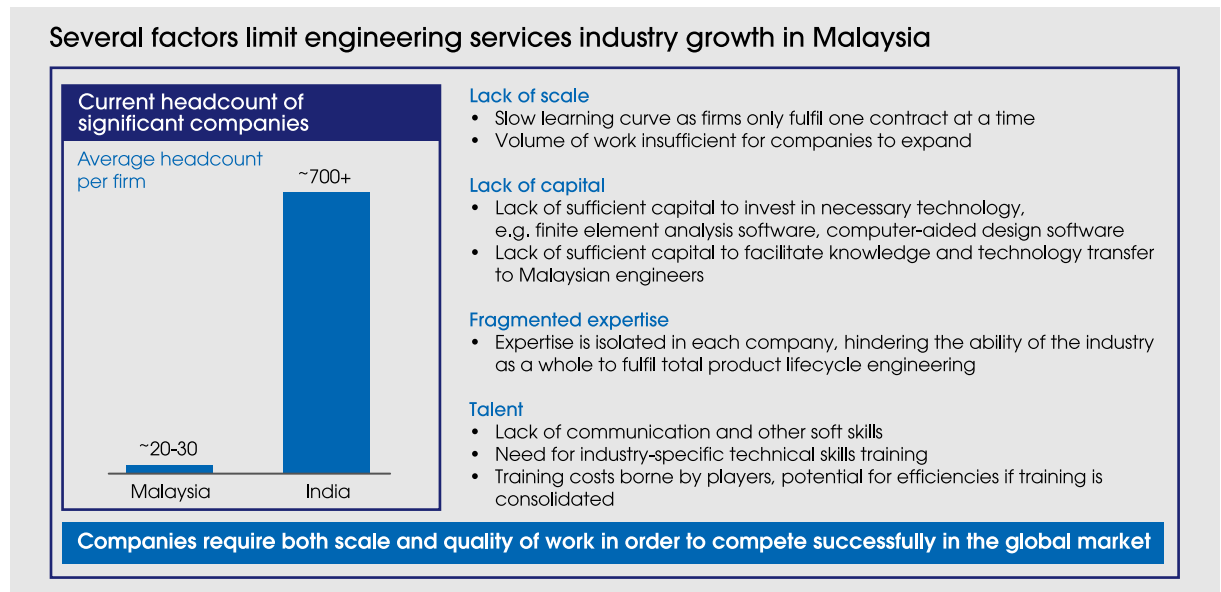 Several factors limit engineering services industry growth in Malaysia
Current headcount of
significant companies
Average headcount
per firm
~700+
~20-30
Malaysia
India
Lack of scale
• Slow learning curve as firms only fulfil one contract at a time
• Volume of work insufficient for companies to expand
Lack of capital
• Lack of sufficient capital to invest in necessary technology,
e.g. finite element analysis software, computer-aided design software
• Lack of sufficient capital to facilitate knowledge and technology transfer
to Malaysian engineers
Fragmented expertise
• Expertise is isolated in each company, hindering the ability of the industry
as a whole to fulfil total product lifecycle engineering
Talent
• Lack of communication and other soft skills
• Need for industry-specific technical skills training
• Training costs borne by players, potential for efficiencies if training is
consolidated
Companies require both scale and quality of work in order to compete successfully in the global market